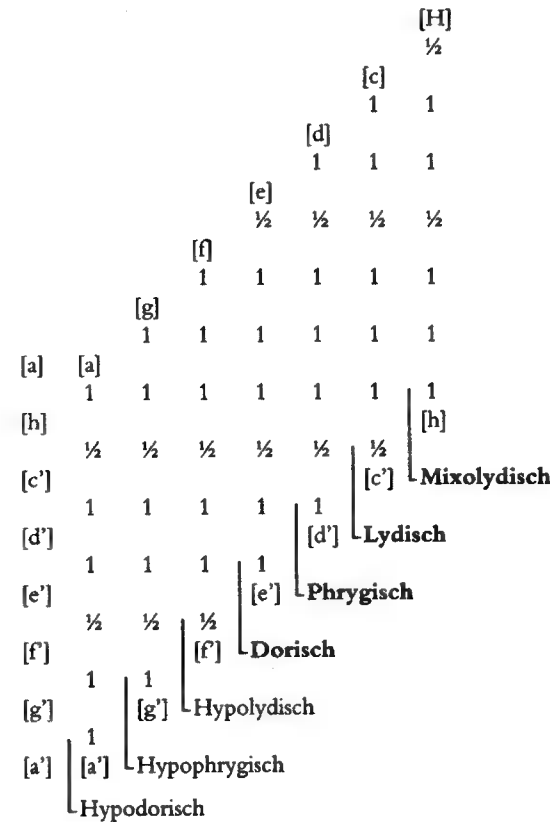 [H]
½
[c]
1 1
[d]
1 1 1
[e]
½ ½ ½ ½
[f]
1 1 1 1 1
[g]
1 1 1 1 1 1
[a] [a]
1 1 1 1 1 1 1
[h] [h]
½ ½ ½ ½ ½ ½
[c'] [c'] Mixolydisch
1 1 1 1 1
[d'] [d'] Lydisch
1 1 1 1
[e'] [e'] Phrygisch
½ ½ ½
[f'] [f'] Dorisch
1 1
[g'] [g'] Hypolydisch
1
[a'] [a'] Hypophrygisch
Hypodorisch